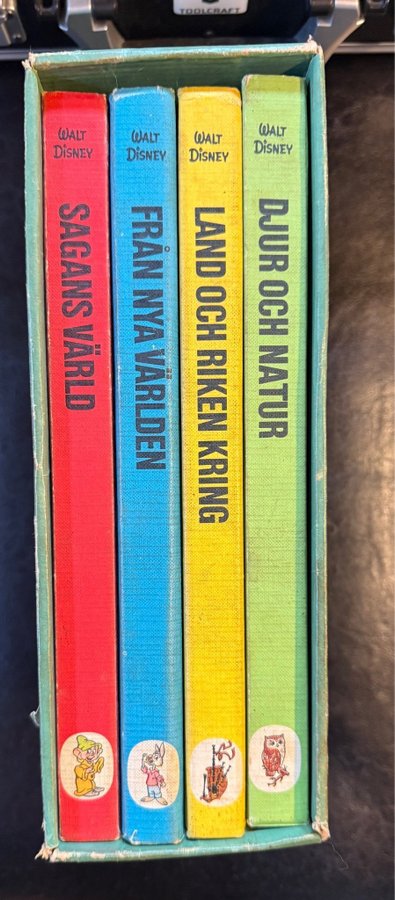 TOOLCRAFT
WALT
DISNEY
SAGANS VÄRLD
WALT
DISNEY
FRÅN NYA VÄRLDEN
WALT
DISNEY
LAND OCH RIKEN KRING
WALT
DISNEY
DJUR OCH NATUR